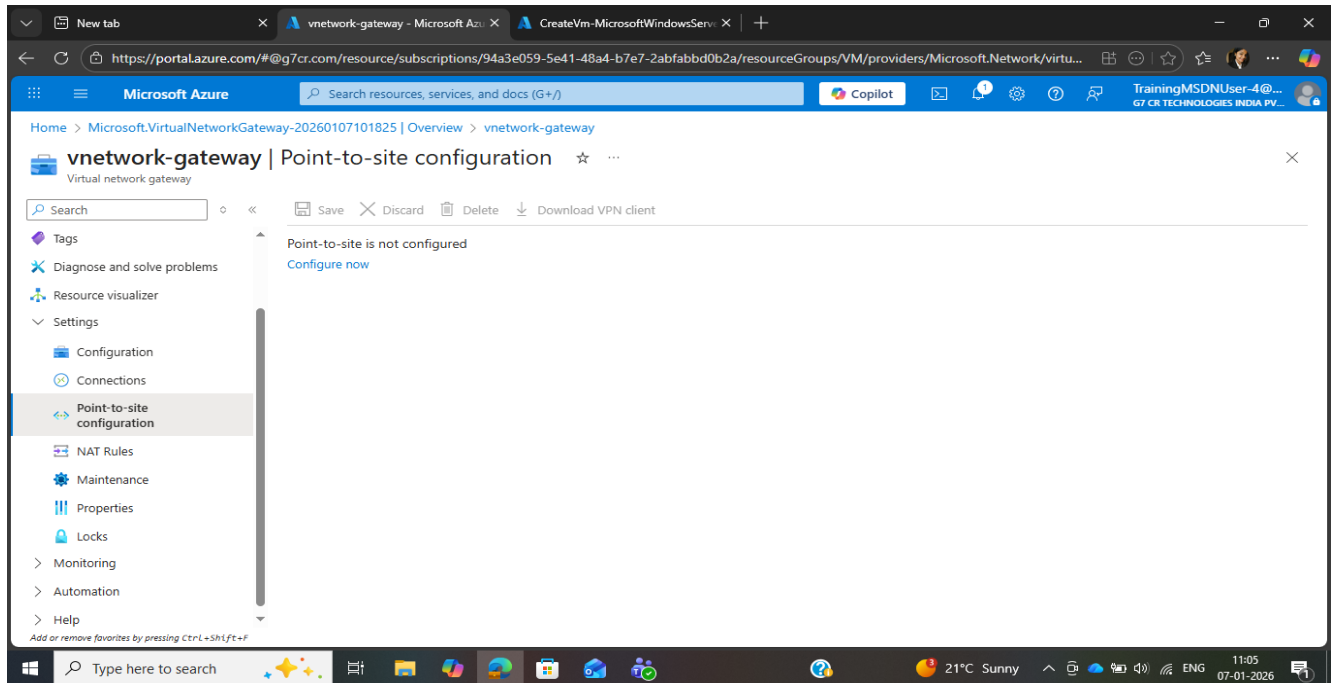 New tab
vnetwork-gateway - Microsoft Azu
CreateVm-MicrosoftWindowsServe
https://portal.azure.com/#@g7cr.com/resource/subscriptions/94a3e059-5e41-48a4-b7e7-2abfabbd0b2a/resourceGroups/VM/providers/Microsoft.Network/virtu...
Microsoft Azure
Search resources, services, and docs (G+/)
Copilot
1
TrainingMSDNUser-4@...
G7 CR TECHNOLOGIES INDIA PV...
Home > Microsoft.VirtualNetworkGateway-20260107101825 | Overview > vnetwork-gateway
vnetwork-gateway | Point-to-site configuration
Virtual network gateway
Search
Save Discard Delete Download VPN client
Tags
Point-to-site is not configured
Configure now
Diagnose and solve problems
Resource visualizer
Settings
Configuration
Connections
Point-to-site
configuration
NAT Rules
Maintenance
Properties
Locks
Monitoring
Automation
Help
Add or remove favorites by pressing Ctrl+Shift+F
Type here to search
3
21°C Sunny
ENG
11:05
07-01-2026
1